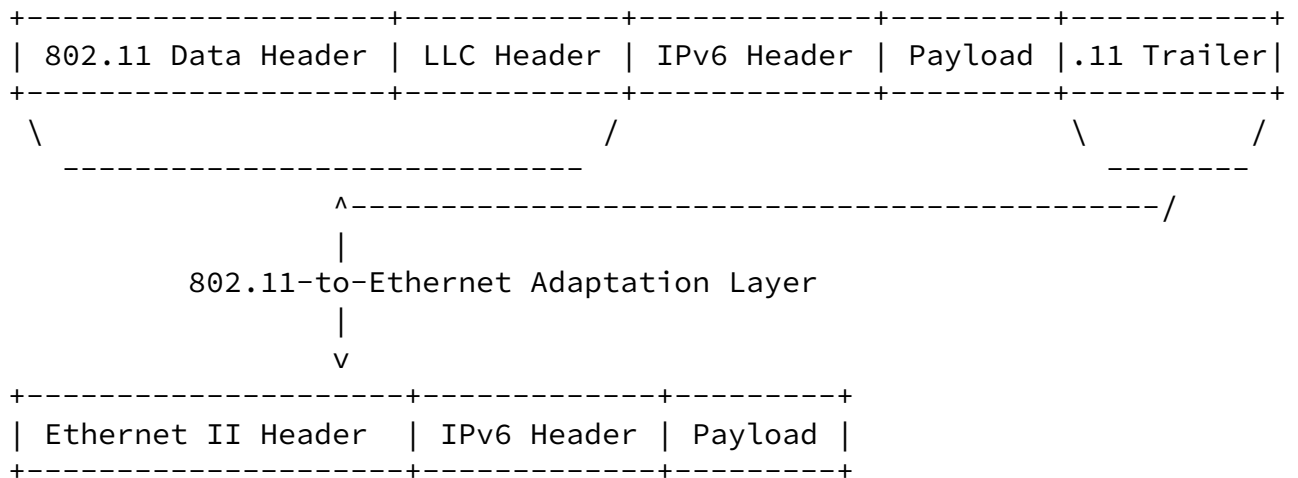 802.11 Data Header | LLC Header | IPv6 Header | Payload |.11 Trailer|
802.11-to-Ethernet Adaptation Layer
Ethernet II Header | IPv6 Header | Payload |